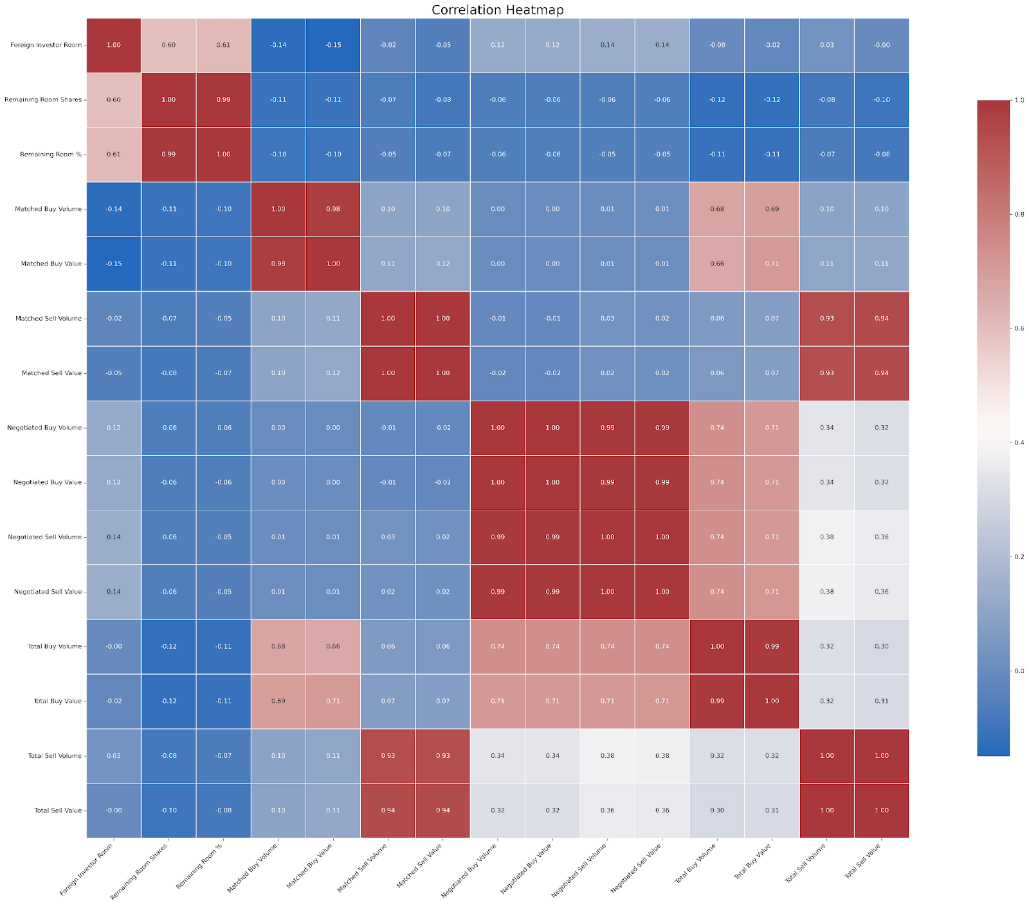 Correlation Heatmap
Foreign Investor Room 1.00 0.60 0.61 -0.14 -0.15 -0.02 -0.05 0.12 0.12 0.14 0.14 -0.00 -0.02 0.03 -0.00
Remaining Room Shares 0.60 1.00 0.99 -0.11 -0.11 -0.07 -0.08 -0.06 -0.06 -0.06 -0.06 -0.12 -0.12 -0.08 -0.10
Remaining Room % 0.61 0.99 1.00 -0.10 -0.10 -0.05 -0.07 -0.06 -0.06 -0.05 -0.05 -0.11 -0.11 -0.07 -0.08
Matched Buy Volume -0.14 -0.11 -0.10 1.00 0.98 0.10 0.10 0.00 0.00 0.01 0.01 0.68 0.69 0.10 0.10
Matched Buy Value -0.15 -0.11 -0.10 0.98 1.00 0.11 0.12 0.00 0.00 0.01 0.01 0.66 0.71 0.11 0.11
Matched Sell Volume -0.02 -0.07 -0.05 0.10 0.11 1.00 1.00 -0.01 -0.01 0.03 0.02 0.06 0.07 0.93 0.94
Matched Sell Value -0.05 -0.08 -0.07 0.10 0.12 1.00 1.00 -0.02 -0.02 0.02 0.02 0.06 0.07 0.93 0.94
Negotiated Buy Volume 0.12 -0.06 -0.06 0.00 0.00 -0.01 -0.02 1.00 1.00 0.99 0.99 0.74 0.71 0.34 0.32
Negotiated Buy Value 0.12 -0.06 -0.06 0.00 0.00 -0.01 -0.02 1.00 1.00 0.99 0.99 0.74 0.71 0.34 0.32
Negotiated Sell Volume 0.14 -0.06 -0.05 0.01 0.01 0.03 0.02 0.99 0.99 1.00 1.00 0.74 0.71 0.38 0.36
Negotiated Sell Value 0.14 -0.06 -0.05 0.01 0.01 0.02 0.02 0.99 0.99 1.00 1.00 0.74 0.71 0.38 0.36
Total Buy Volume -0.00 -0.12 -0.11 0.68 0.66 0.06 0.06 0.74 0.74 0.74 0.74 1.00 0.99 0.32 0.30
Total Buy Value -0.02 -0.12 -0.11 0.69 0.71 0.07 0.07 0.71 0.71 0.71 0.71 0.99 1.00 0.32 0.31
Total Sell Volume 0.03 -0.08 -0.07 0.10 0.11 0.93 0.93 0.34 0.34 0.38 0.38 0.32 0.32 1.00 1.00
Total Sell Value -0.00 -0.10 -0.08 0.10 0.11 0.94 0.94 0.32 0.32 0.36 0.36 0.30 0.31 1.00 1.00
Foreign Investor Room
Remaining Room Shares
Remaining Room %
Matched Buy Volume
Matched Buy Value
Matched Sell Volume
Matched Sell Value
Negotiated Buy Volume
Negotiated Buy Value
Negotiated Sell Volume
Negotiated Sell Value
Total Buy Volume
Total Buy Value
Total Sell Volume
Total Sell Value
1.0
0.8
0.6
0.4
0.2
0.0